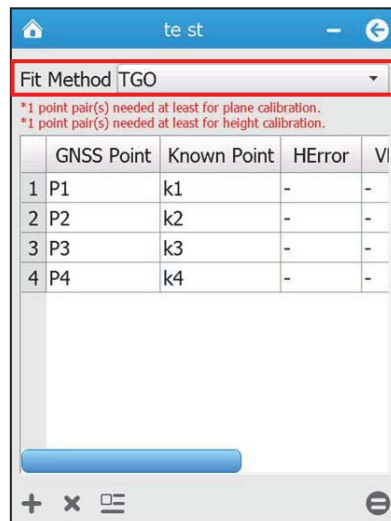 te st
Fit Method TGO
*1 point pair(s) needed at least for plane calibration.
*1 point pair(s) needed at least for height calibration.
GNSS Point Known Point HError
1 P1 k1 - -
2 P2 k2 - -
3 P3 k3 - -
4 P4 k4 - -